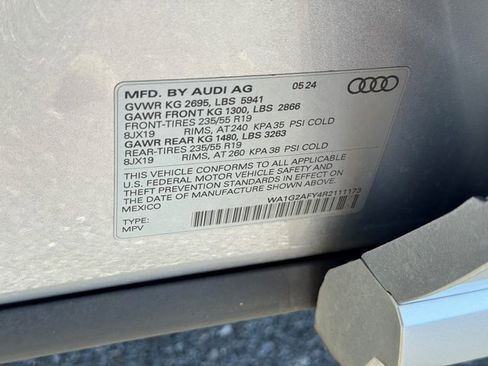 MFD. BY AUDI AG 05 24
GVWR KG 2695, LBS 5941
GAWR FRONT KG 1300, LBS 2866
FRONT-TIRES 235/55 R19
8JX19 RIMS, AT 240 KPA 35 PSI COLD
GAWR REAR KG 1480, LBS 3263
REAR-TIRES 235/55 R19
8JX19 RIMS, AT 260 KPA 38 PSI COLD
THIS VEHICLE CONFORMS TO ALL APPLICABLE
U.S. FEDERAL MOTOR VEHICLE SAFETY AND
THEFT PREVENTION STANDARDS IN EFFECT ON THE
DATE OF MANUFACTURE SHOWN ABOVE.
MEXICO
WA1G2AFY4R2111173
TYPE:
MPV